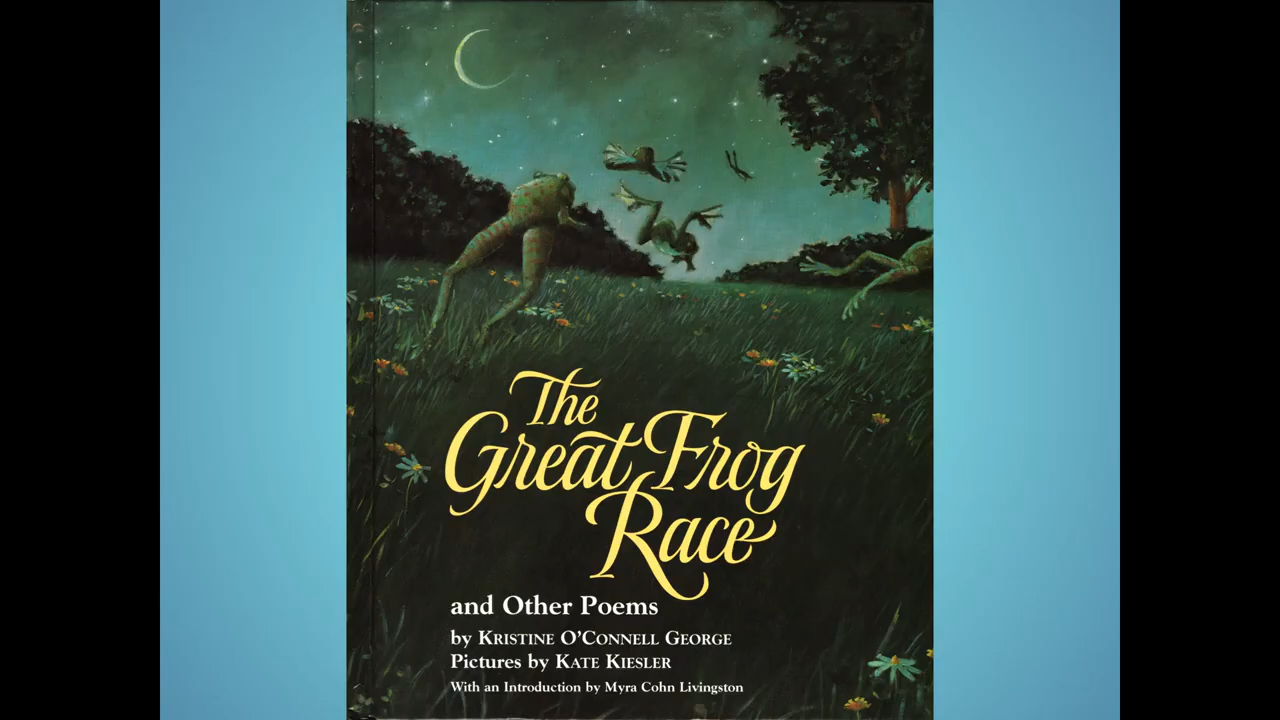 The
Great Frog
Race
and Other Poems
by KRISTINE O'CONNELL GEORGE
Pictures by KATE KIESLER
With an Introduction by Myra Cohn Livingston